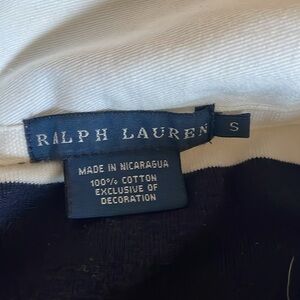 RALPH LAUREN S
MADE IN NICARAGUA
100% COTTON
EXCLUSIVE OF
DECORATION